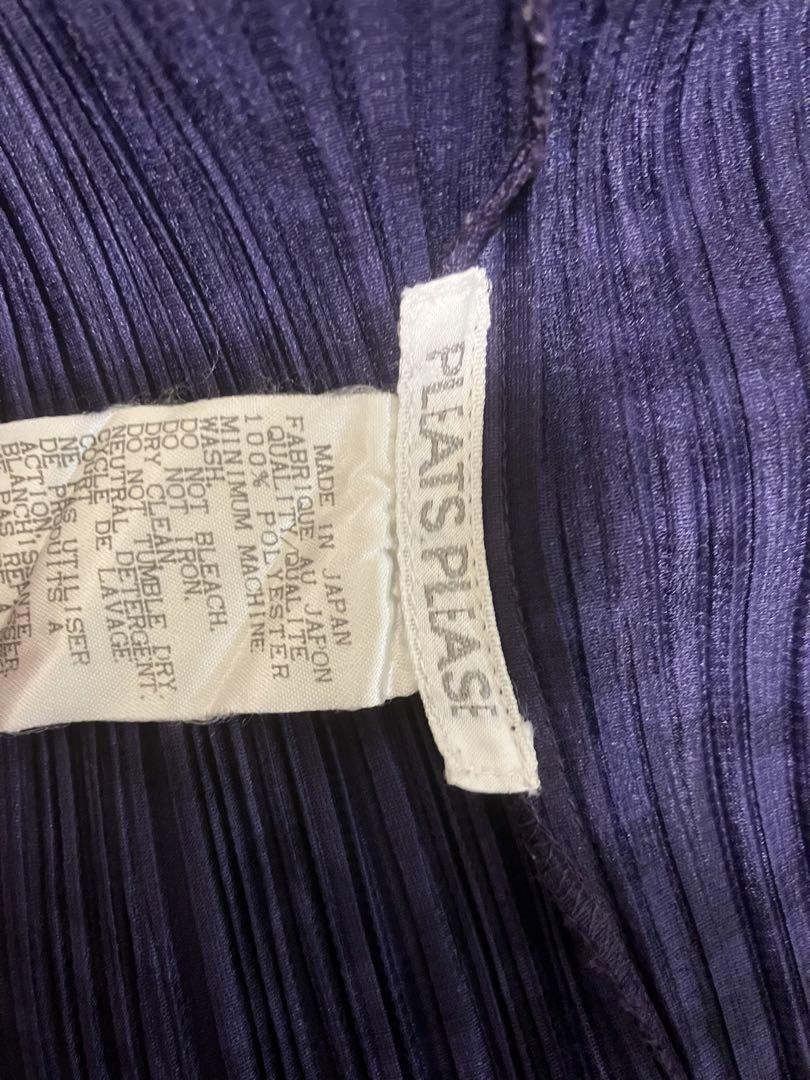 PLEATS PLEASE
MADE IN JAPAN
FABRIQUE AU JAPON
QUALITY/QUALITE
100% POLYESTER
MINIMUM MACHINE
WASH.
DO NOT BLEACH.
DO NOT IRON.
DRY CLEAN
DO NOT TUMBLE DRY.
NEUTRAL DETERGENT.
CYCLE DE LAVAGE
COUPLE
NE PAS UTILISER
DE PRODUITS A
ACTION
BLANCHISSANTE